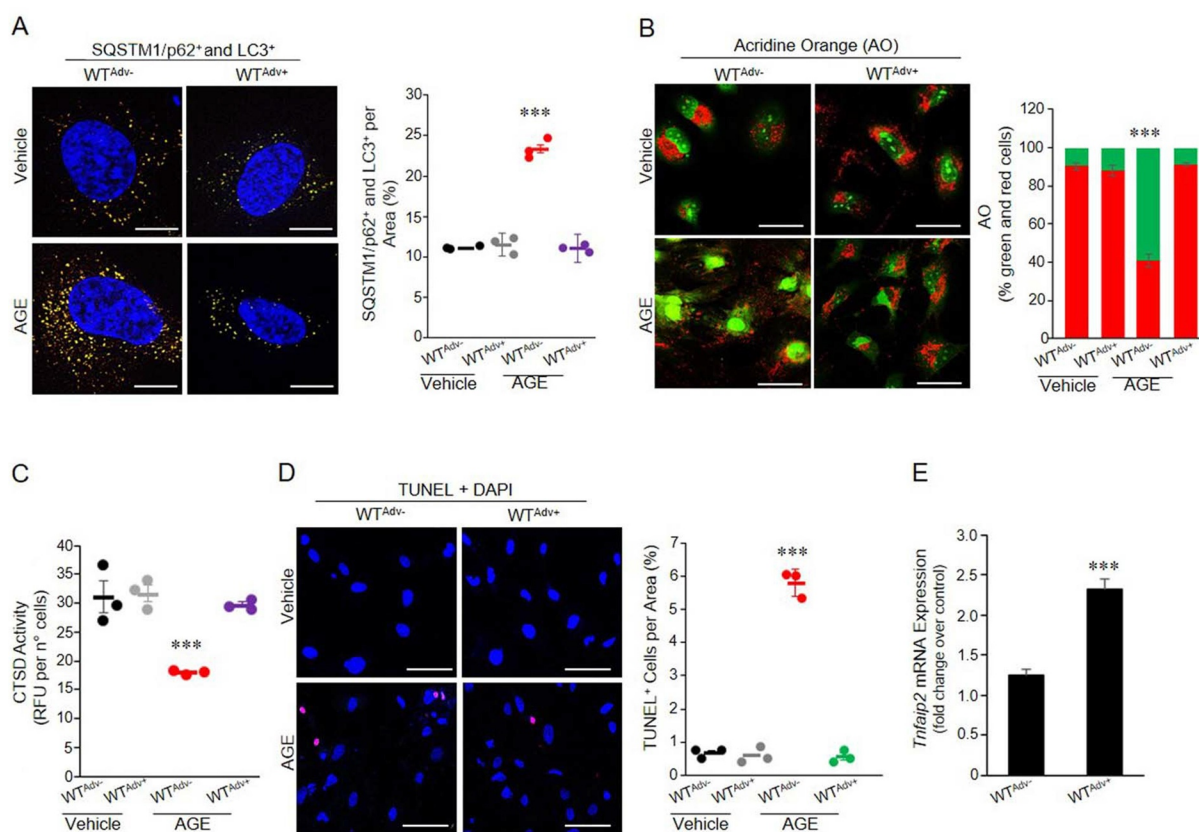 A
SQSTM1/p62⁺ and LC3⁺
WT^Adv- WT^Adv+
Vehicle
AGE
SQSTM1/p62⁺ and LC3⁺ per
Area (%)
30
25
20
15
10
5
0
***
WT^Adv- WT^Adv+ WT^Adv- WT^Adv+
Vehicle AGE
B
Acridine Orange (AO)
WT^Adv- WT^Adv+
Vehicle
AGE
AO
(% green and red cells)
120
100
80
60
40
20
0
***
WT^Adv- WT^Adv+ WT^Adv- WT^Adv+
Vehicle AGE
C
CTSD Activity
(RFU per n° cells)
40
35
30
25
20
15
10
5
0
***
WT^Adv- WT^Adv+ WT^Adv- WT^Adv+
Vehicle AGE
D
TUNEL + DAPI
WT^Adv- WT^Adv+
Vehicle
AGE
TUNEL⁺ Cells per Area (%)
7
6
5
4
3
2
1
0
***
WT^Adv- WT^Adv+ WT^Adv- WT^Adv+
Vehicle AGE
E
Tnfaip2 mRNA Expression
(fold change over control)
3.0
2.5
2.0
1.5
1.0
0.5
0
***
WT^Adv- WT^Adv+